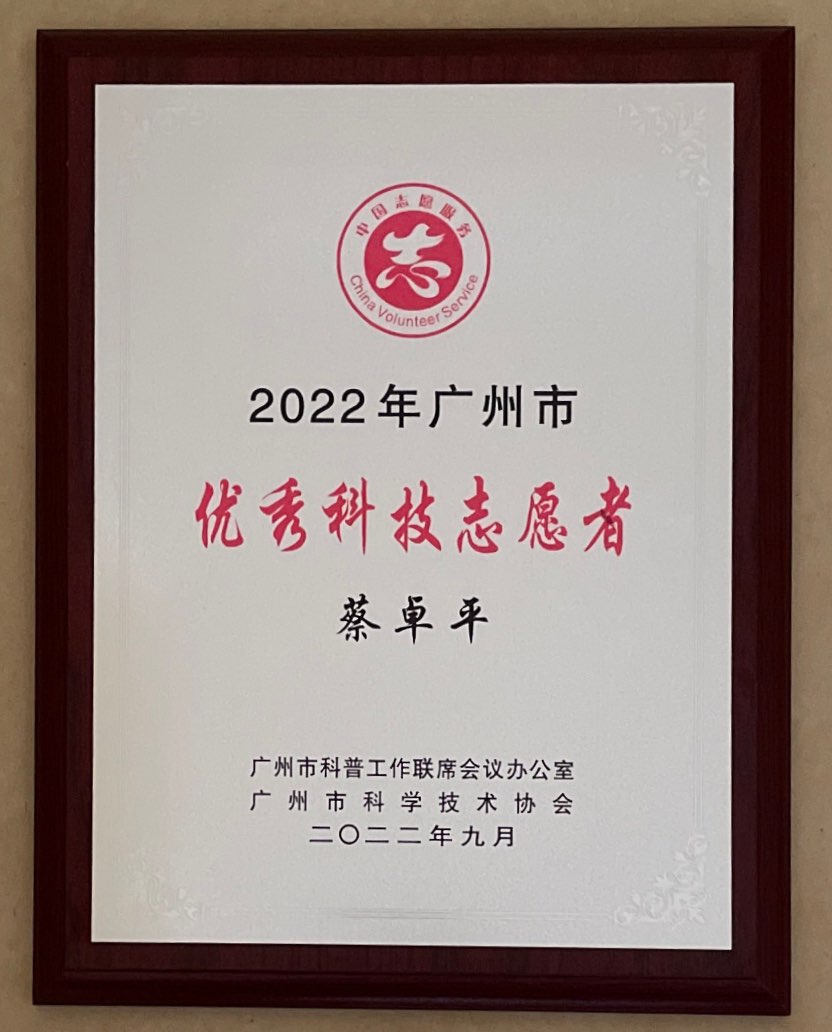 中国志愿服务
志
China Volunteer Service
2022年广州市
优秀科技志愿者
蔡卓平
广州市科普工作联席会议办公室
广州市科学技术协会
二〇二二年九月